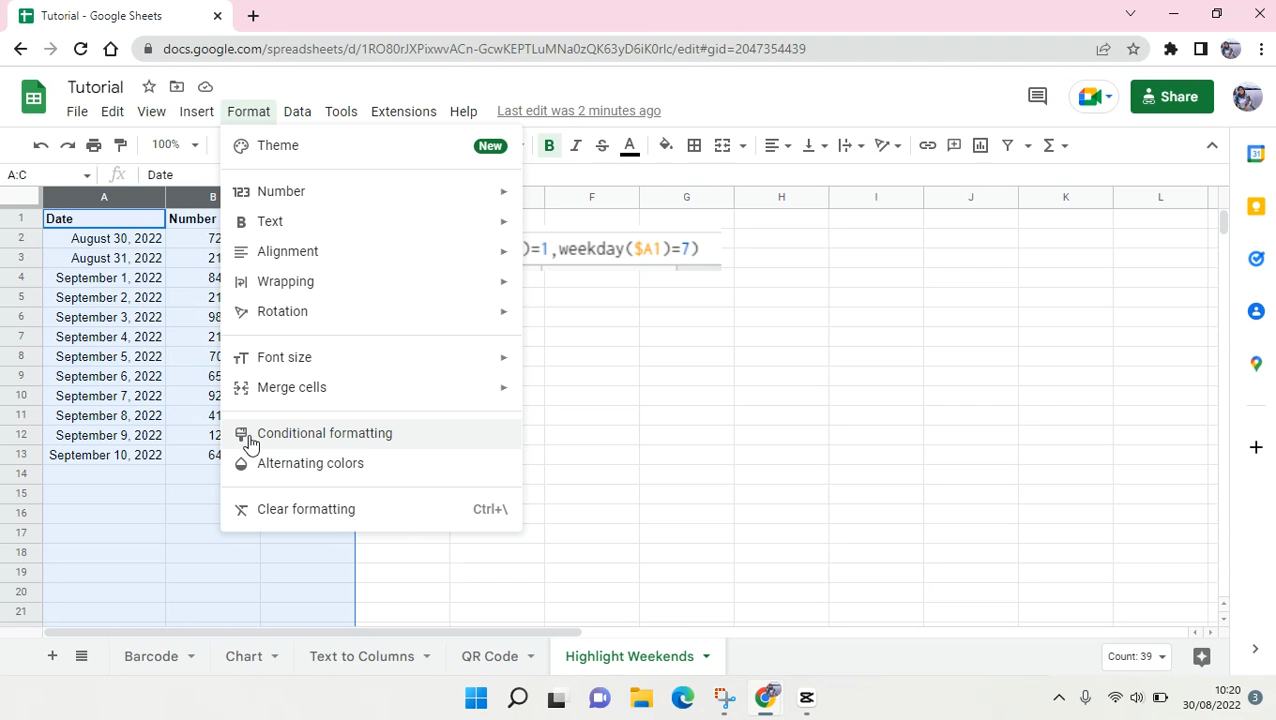 Tutorial - Google Sheets
docs.google.com/spreadsheets/d/1RO80rJXPixwvACn-GcwKEPTLuMNa0zQK63yD6iK0rlc/edit#gid=2047354439
Tutorial
File Edit View Insert Format Data Tools Extensions Help Last edit was 2 minutes ago
Share
100%
A:C
Date
Theme New
123 Number
B Text
Alignment
Wrapping
Rotation
Font size
Merge cells
Conditional formatting
Alternating colors
Clear formatting Ctrl+\
A B F G H I J K L
1 Date Number
2 August 30, 2022 72
3 August 31, 2022 21
4 September 1, 2022 84
5 September 2, 2022 21
6 September 3, 2022 98
7 September 4, 2022 21
8 September 5, 2022 70
9 September 6, 2022 65
10 September 7, 2022 92
11 September 8, 2022 41
12 September 9, 2022 12
13 September 10, 2022 64
14
15
16
17
18
19
20
21
)=1,weekday($A1)=7)
Barcode Chart Text to Columns QR Code Highlight Weekends Count: 39
10:20
30/08/2022
3